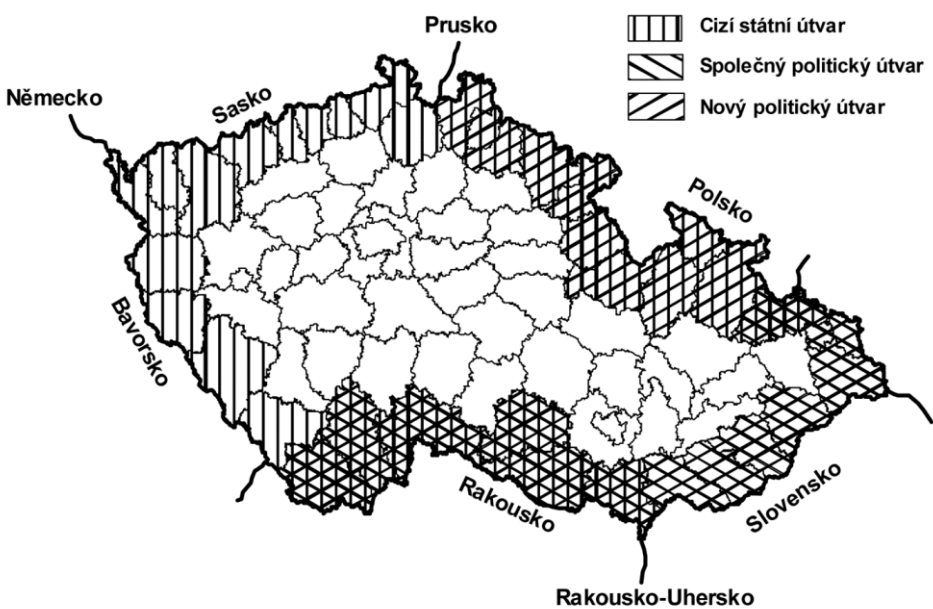 Prusko
Cizí státní útvar
Společný politický útvar
Nový politický útvar
Německo
Sasko
Polsko
Bavorsko
Rakousko
Slovensko
Rakousko-Uhersko